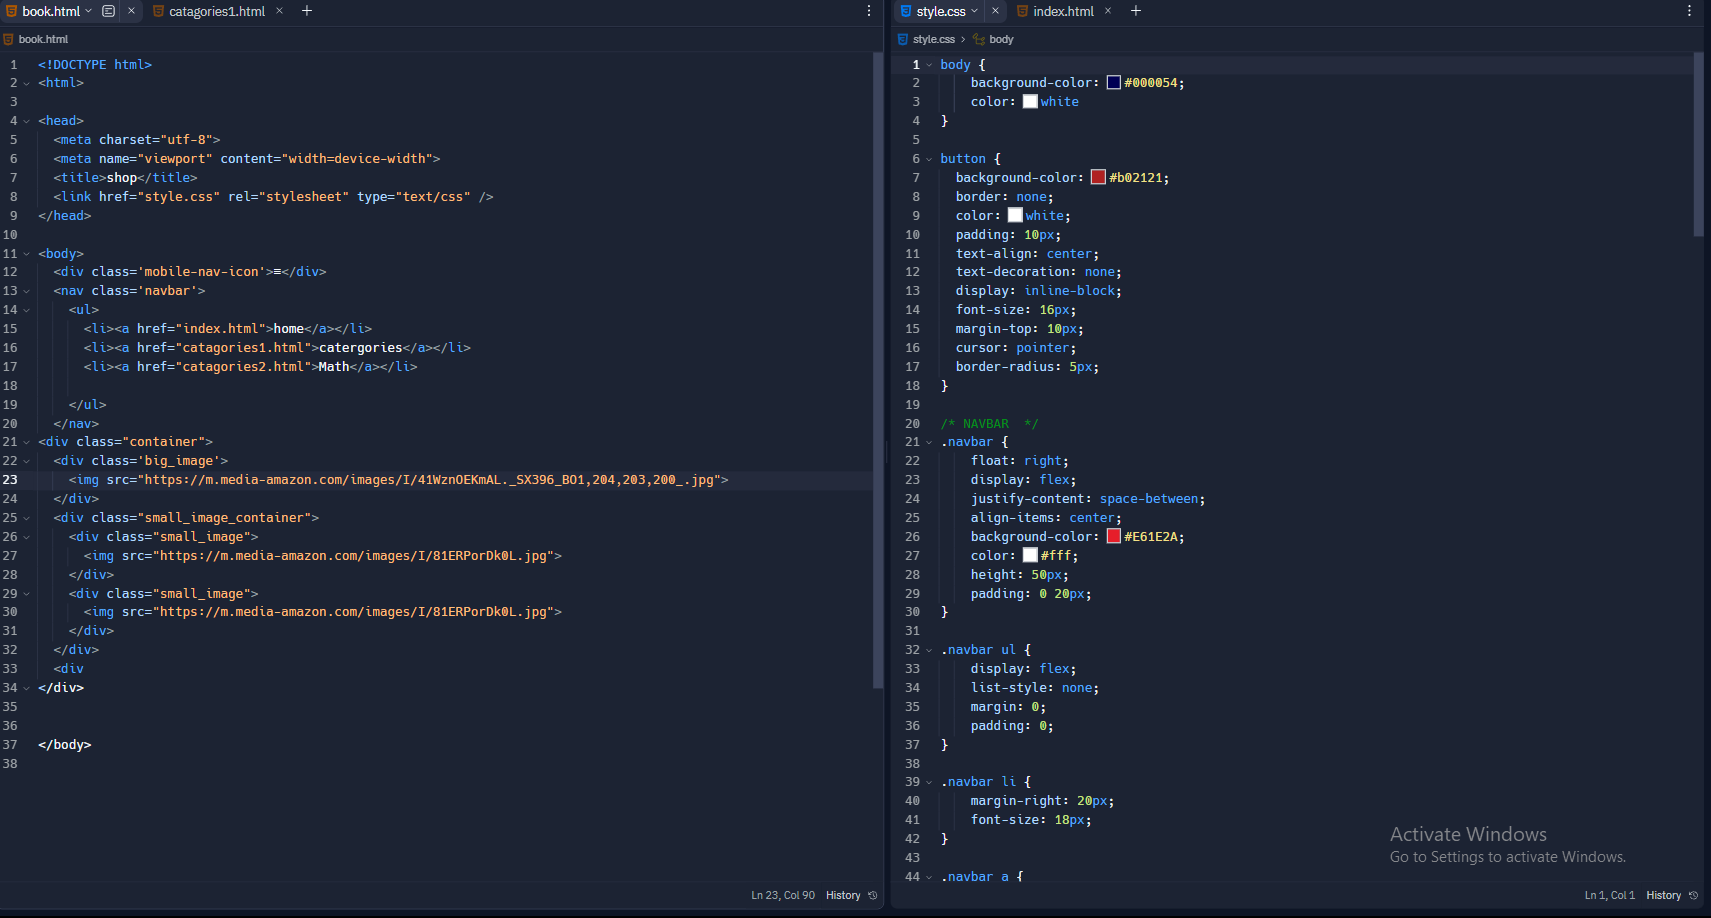 book.html
catagories1.html
book.html
1 <!DOCTYPE html>
2 <html>
3
4 <head>
5 <meta charset="utf-8">
6 <meta name="viewport" content="width=device-width">
7 <title>shop</title>
8 <link href="style.css" rel="stylesheet" type="text/css" />
9 </head>
10
11 <body>
12 <div class='mobile-nav-icon'>≡</div>
13 <nav class='navbar'>
14 <ul>
15 <li><a href="index.html">home</a></li>
16 <li><a href="catagories1.html">catergories</a></li>
17 <li><a href="catagories2.html">Math</a></li>
18
19 </ul>
20 </nav>
21 <div class="container">
22 <div class='big_image'>
23 <img src="https://m.media-amazon.com/images/I/41WznOEKmAL._SX396_BO1,204,203,200_.jpg">
24 </div>
25 <div class="small_image_container">
26 <div class="small_image">
27 <img src="https://m.media-amazon.com/images/I/81ERPorDk0L.jpg">
28 </div>
29 <div class="small_image">
30 <img src="https://m.media-amazon.com/images/I/81ERPorDk0L.jpg">
31 </div>
32 </div>
33 <div
34 </div>
35
36
37 </body>
38
Ln 23, Col 90 History
style.css
index.html
style.css > body
1 body {
2 background-color: #000054;
3 color: white
4 }
5
6 button {
7 background-color: #b02121;
8 border: none;
9 color: white;
10 padding: 10px;
11 text-align: center;
12 text-decoration: none;
13 display: inline-block;
14 font-size: 16px;
15 margin-top: 10px;
16 cursor: pointer;
17 border-radius: 5px;
18 }
19
20 /* NAVBAR  */
21 .navbar {
22 float: right;
23 display: flex;
24 justify-content: space-between;
25 align-items: center;
26 background-color: #E61E2A;
27 color: #fff;
28 height: 50px;
29 padding: 0 20px;
30 }
31
32 .navbar ul {
33 display: flex;
34 list-style: none;
35 margin: 0;
36 padding: 0;
37 }
38
39 .navbar li {
40 margin-right: 20px;
41 font-size: 18px;
42 }
43
44 .navbar a {
Activate Windows
Go to Settings to activate Windows.
Ln 1, Col 1 History